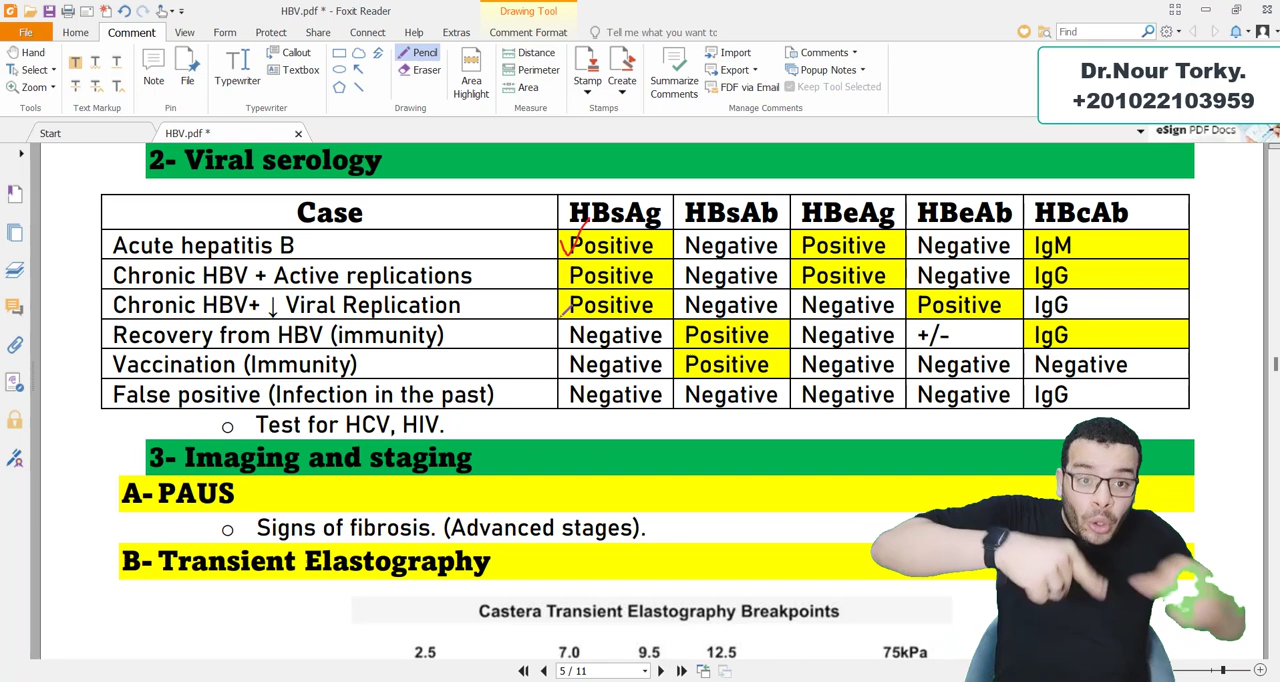 HBV.pdf * - Foxit Reader
Drawing Tool
File Home Comment View Form Protect Share Connect Help Extras Comment Format Tell me what you want to Find
Hand
Select
Zoom
Tools
Text Markup
Note
File
Pin
Typewriter
Callout
Textbox
Typewriter
Pencil
Eraser
Drawing
Area
Highlight
Distance
Perimeter
Area
Measure
Stamp
Create
Stamps
Summarize
Comments
Import
Export
FDF via Email
Comments
Popup Notes
Keep Tool Selected
Manage Comments
Dr.Nour Torky.
+201022103959
Start
HBV.pdf *
eSign PDF Docs
2- Viral serology
Case HBsAg HBsAb HBeAg HBeAb HBcAb
Acute hepatitis B Positive Negative Positive Negative IgM
Chronic HBV + Active replications Positive Negative Positive Negative IgG
Chronic HBV+ ↓ Viral Replication Positive Negative Negative Positive IgG
Recovery from HBV (immunity) Negative Positive Negative +/- IgG
Vaccination (Immunity) Negative Positive Negative Negative Negative
False positive (Infection in the past) Negative Negative Negative Negative IgG
o Test for HCV, HIV.
3- Imaging and staging
A- PAUS
o Signs of fibrosis. (Advanced stages).
B- Transient Elastography
Castera Transient Elastography Breakpoints
2.5 7.0 9.5 12.5 75kPa
5 / 11